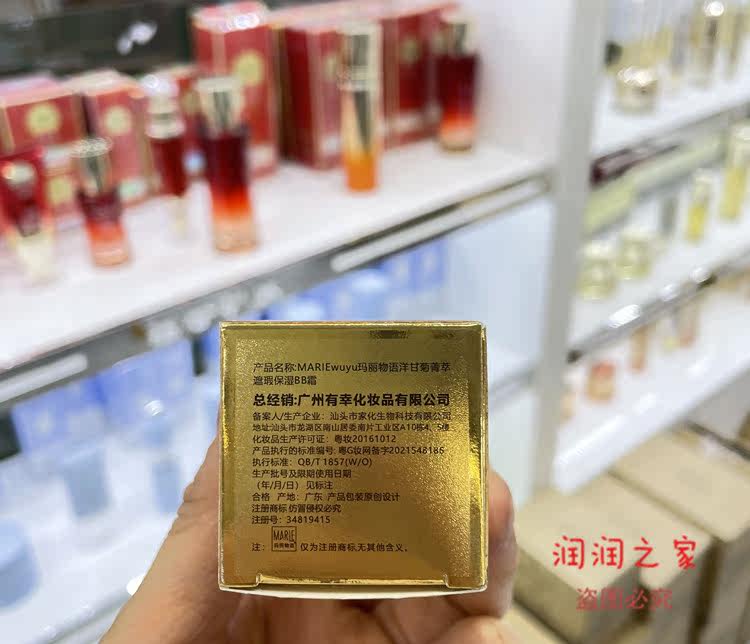 产品名称:MARIEwuyu玛丽物语洋甘菊菁萃
遮瑕保湿BB霜
总经销:广州有幸化妆品有限公司
备案人/生产企业：汕头市家化生物科技有限公司
地址:汕头市龙湖区南山居委南片工业区A10栋4、5楼
化妆品生产许可证：粤妆20161012
产品执行的标准编号:粤G妆网备字2021548186
执行标准：QB/T 1857(W/O)
生产批号及限期使用日期
（年/月/日）见标注
合格 产地：广东 产品包装原创设计
注册商标 仿冒侵权必究
注册号：34819415
注： MARIE 玛丽物语 仅为注册商标,无其他含义。
润润之家
盗图必究